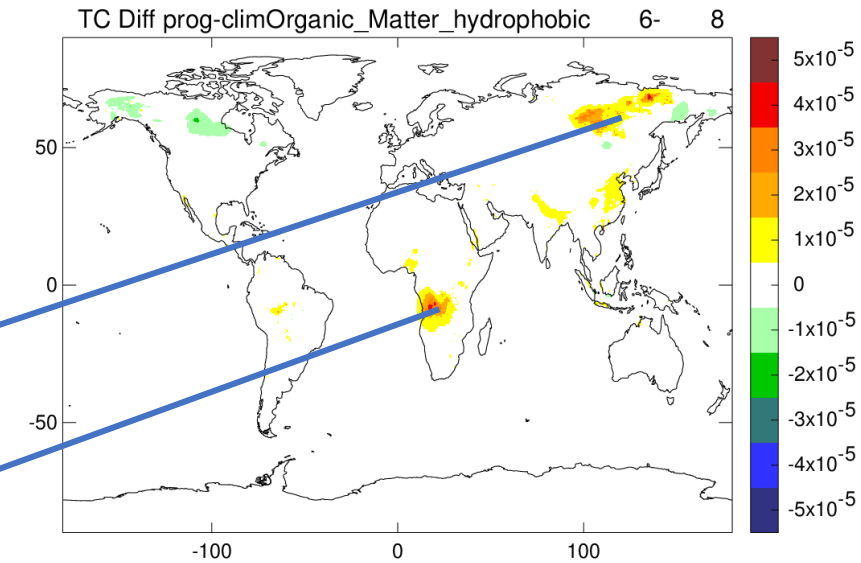 TC Diff prog-climOrganic_Matter_hydrophobic 6- 8
50
0
-50
-100 0 100
5x10⁻⁵
4x10⁻⁵
3x10⁻⁵
2x10⁻⁵
1x10⁻⁵
0
-1x10⁻⁵
-2x10⁻⁵
-3x10⁻⁵
-4x10⁻⁵
-5x10⁻⁵